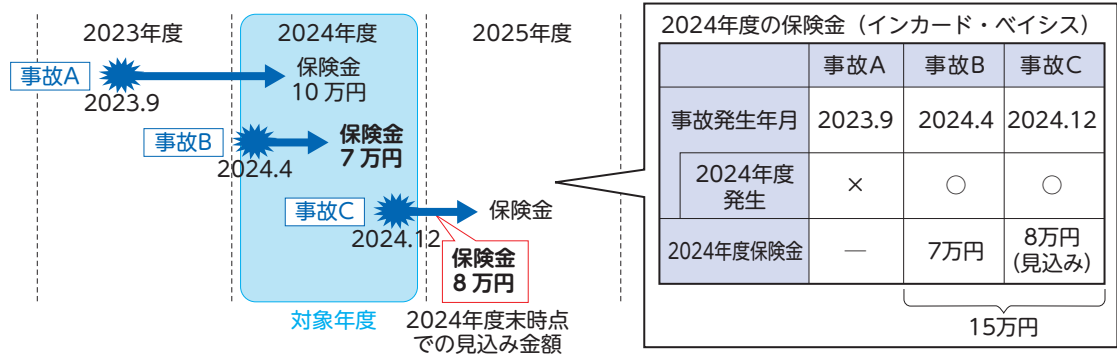 2023年度
2024年度
2025年度
事故A
2023.9
保険金
10万円
事故B
2024.4
保険金
7万円
事故C
2024.12
保険金
保険金
8万円
対象年度
2024年度末時点
での見込み金額
2024年度の保険金（インカード・ベイシス）
事故A 事故B 事故C
事故発生年月 2023.9 2024.4 2024.12
2024年度
発生 × ○ ○
2024年度保険金 — 7万円 8万円
(見込み)
15万円